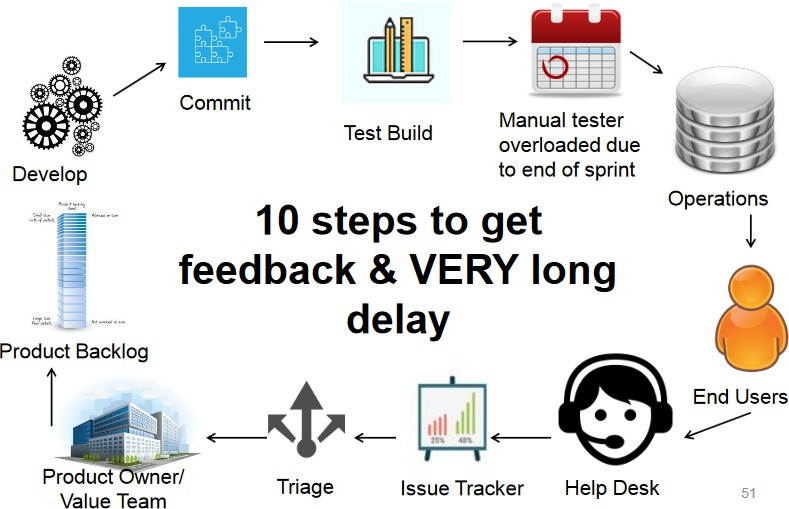 Commit
Test Build
Manual tester
overloaded due
to end of sprint
Develop
Operations
10 steps to get
feedback & VERY long
delay
Product Backlog
End Users
25% 48%
Product Owner/
Value Team
Triage
Issue Tracker
Help Desk
51